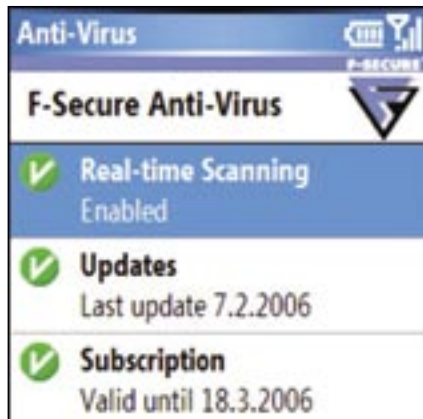 Anti-Virus
F-SECURE
F-Secure Anti-Virus
Real-time Scanning
Enabled
Updates
Last update 7.2.2006
Subscription
Valid until 18.3.2006